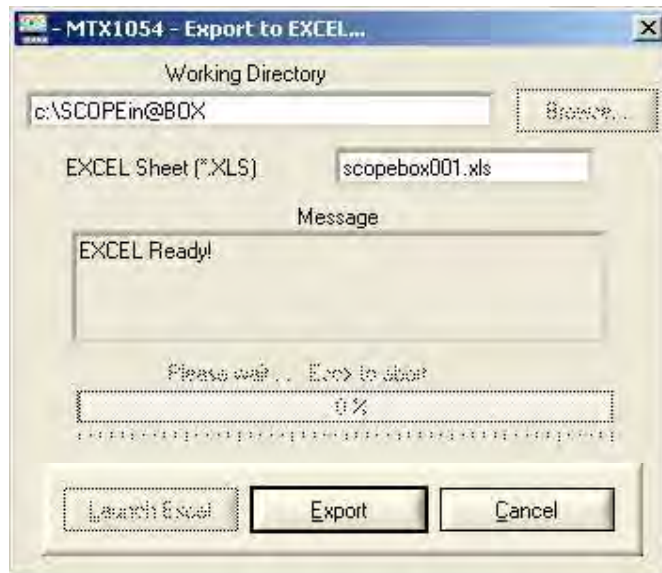 - MTX1054 - Export to EXCEL...
Working Directory
c:\SCOPEin@BOX
Browse...
EXCEL Sheet (*.XLS)
scopebox001.xls
Message
EXCEL Ready!
Please wait... to abort
0 %
Launch Excel
Export
Cancel